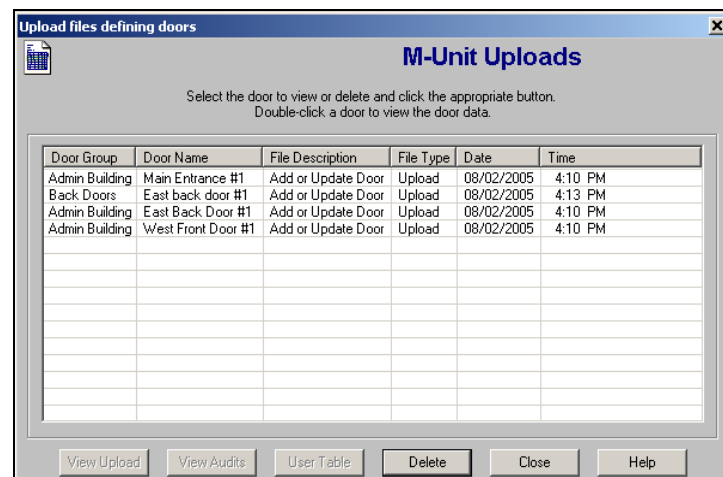 Upload files defining doors
M-Unit Uploads
Select the door to view or delete and click the appropriate button.
Double-click a door to view the door data.
Door Group Door Name File Description File Type Date Time
Admin Building Main Entrance #1 Add or Update Door Upload 08/02/2005 4:10 PM
Back Doors East back door #1 Add or Update Door Upload 08/02/2005 4:13 PM
Admin Building East Back Door #1 Add or Update Door Upload 08/02/2005 4:10 PM
Admin Building West Front Door #1 Add or Update Door Upload 08/02/2005 4:10 PM
View Upload View Audits User Table Delete Close Help